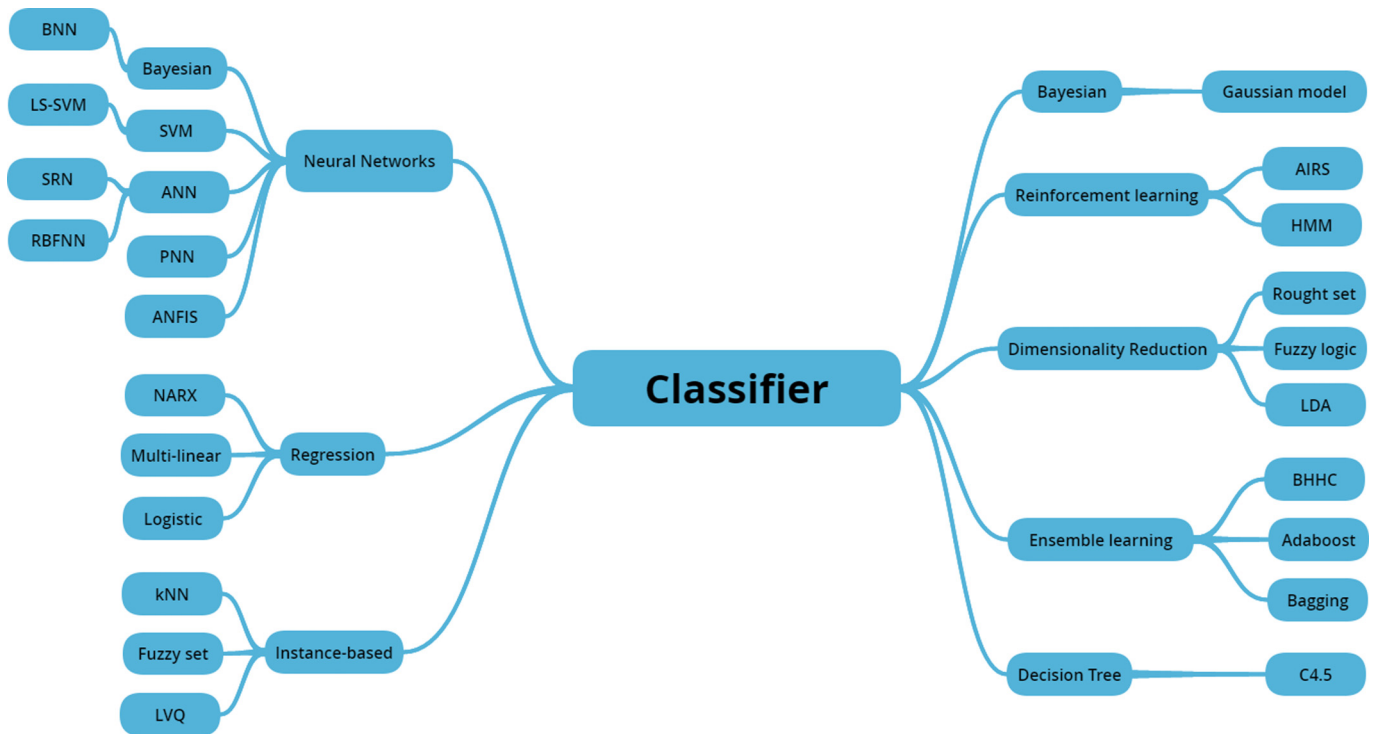 Classifier
Neural Networks
Bayesian
BNN
SVM
LS-SVM
ANN
SRN
RBFNN
PNN
ANFIS
Regression
NARX
Multi-linear
Logistic
Instance-based
kNN
Fuzzy set
LVQ
Bayesian
Gaussian model
Reinforcement learning
AIRS
HMM
Dimensionality Reduction
Rought set
Fuzzy logic
LDA
Ensemble learning
BHHC
Adaboost
Bagging
Decision Tree
C4.5